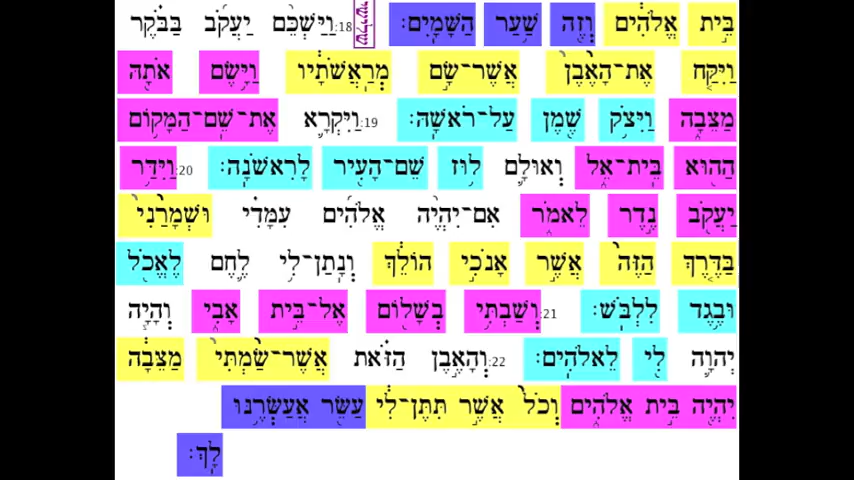 בֵּית אֱלֹהִים וְזֶה שַׁעַר הַשָּׁמָיִם׃ שלישי 18:וַיַּשְׁכֵּם יַעֲקֹב בַּבֹּקֶר
וַיִּקַּח אֶת־הָאֶבֶן אֲשֶׁר־שָׂם מְרַאֲשֹׁתָיו וַיָּשֶׂם אֹתָהּ
מַצֵּבָה וַיִּצֹק שֶׁמֶן עַל־רֹאשָׁהּ׃ 19:וַיִּקְרָא אֶת־שֵׁם־הַמָּקוֹם
הַהוּא בֵּית־אֵל וְאוּלָם לוּז שֵׁם־הָעִיר לָרִאשֹׁנָה׃ 20:וַיִּדַּר
יַעֲקֹב נֶדֶר לֵאמֹר אִם־יִהְיֶה אֱלֹהִים עִמָּדִי וּשְׁמָרַנִי
בַּדֶּרֶךְ הַזֶּה אֲשֶׁר אָנֹכִי הוֹלֵךְ וְנָתַן־לִי לֶחֶם לֶאֱכֹל
וּבֶגֶד לִלְבֹּשׁ׃ 21:וְשַׁבְתִּי בְשָׁלוֹם אֶל־בֵּית אָבִי וְהָיָה
יְהוָה לִי לֵאלֹהִים׃ 22:וְהָאֶבֶן הַזֹּאת אֲשֶׁר־שַׂמְתִּי מַצֵּבָה
יִהְיֶה בֵּית אֱלֹהִים וְכֹל אֲשֶׁר תִּתֶּן־לִי עַשֵּׂר אֲעַשְּׂרֶנּוּ
לָךְ׃